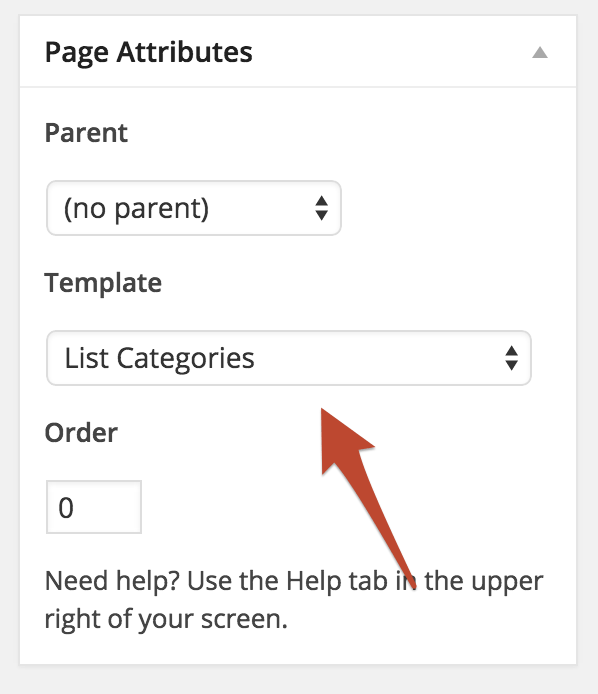 Page Attributes
Parent
(no parent)
Template
List Categories
Order
0
Need help? Use the Help tab in the upper
right of your screen.